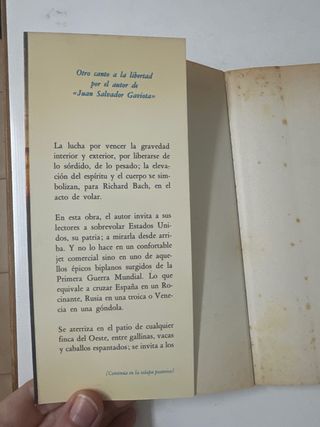 Otro canto a la libertad
por el autor de
«Juan Salvador Gaviota»
La lucha por vencer la gravedad
interior y exterior, por liberarse de
lo sórdido, de lo pesado; la eleva-
ción del espíritu y el cuerpo se sim-
bolizan, para Richard Bach, en el
acto de volar.
En esta obra, el autor invita a sus
lectores a sobrevolar Estados Uni-
dos, su patria; a mirarla desde arri-
ba. Y no lo hace en un confortable
jet comercial sino en uno de aque-
llos épicos biplanos surgidos de la
Primera Guerra Mundial. Lo que
equivale a cruzar España en un Ro-
cinante, Rusia en una troica o Vene-
cia en una góndola.
Se aterriza en el patio de cualquier
finca del Oeste, entre gallinas, vacas
y caballos espantados; se invita a los
(Continúa en la solapa posterior)